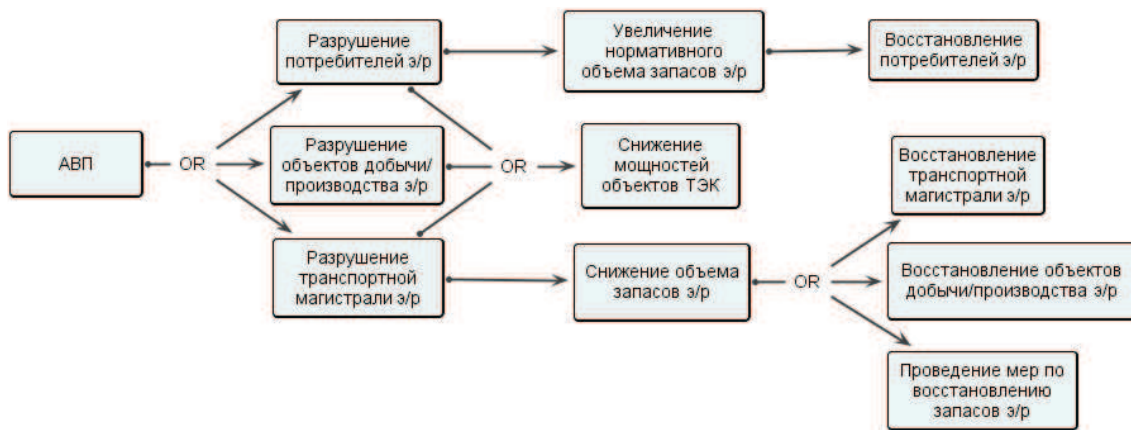 АВП
OR
Разрушение
потребителей э/р
Разрушение
объектов добычи/
производства э/р
Разрушение
транспортной
магистрали э/р
OR
Увеличение
нормативного
объема запасов э/р
Снижение
мощностей
объектов ТЭК
Снижение объема
запасов э/р
OR
Восстановление
потребителей э/р
Восстановление
транспортной
магистрали э/р
Восстановление объектов
добычи/производства э/р
Проведение мер по
восстановлению
запасов э/р